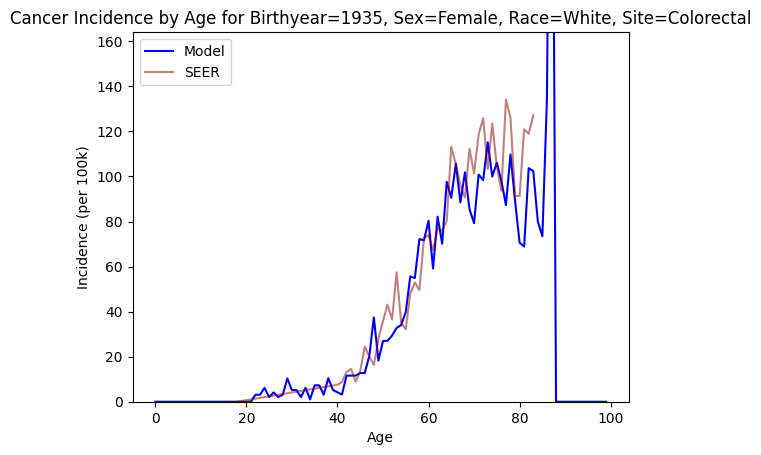 Cancer Incidence by Age for Birthyear=1935, Sex=Female, Race=White, Site=Colorectal
Model
SEER
Incidence (per 100k)
160
140
120
100
80
60
40
20
0
0 20 40 60 80 100
Age